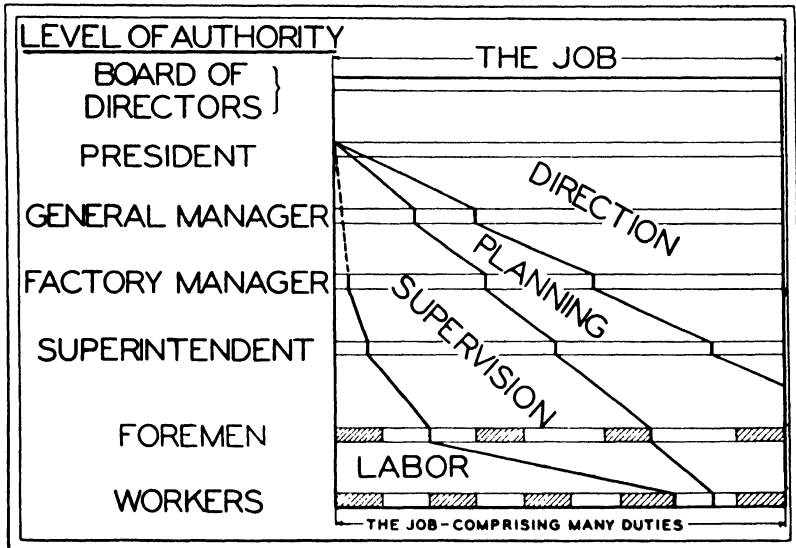 LEVEL OF AUTHORITY
THE JOB
BOARD OF
DIRECTORS
PRESIDENT
DIRECTION
GENERAL MANAGER
PLANNING
FACTORY MANAGER
SUPERVISION
SUPERINTENDENT
FOREMEN
LABOR
WORKERS
THE JOB-COMPRISING MANY DUTIES